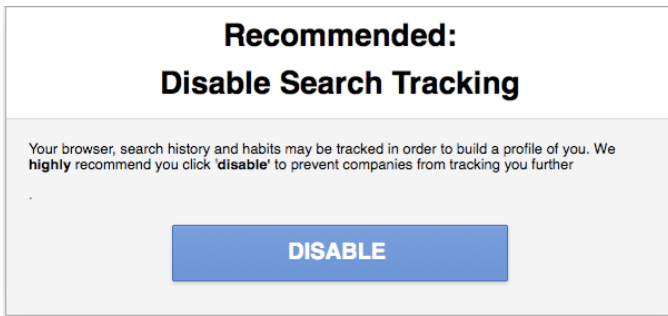 Recommended:
Disable Search Tracking
Your browser, search history and habits may be tracked in order to build a profile of you. We
highly recommend you click 'disable' to prevent companies from tracking you further
.
DISABLE